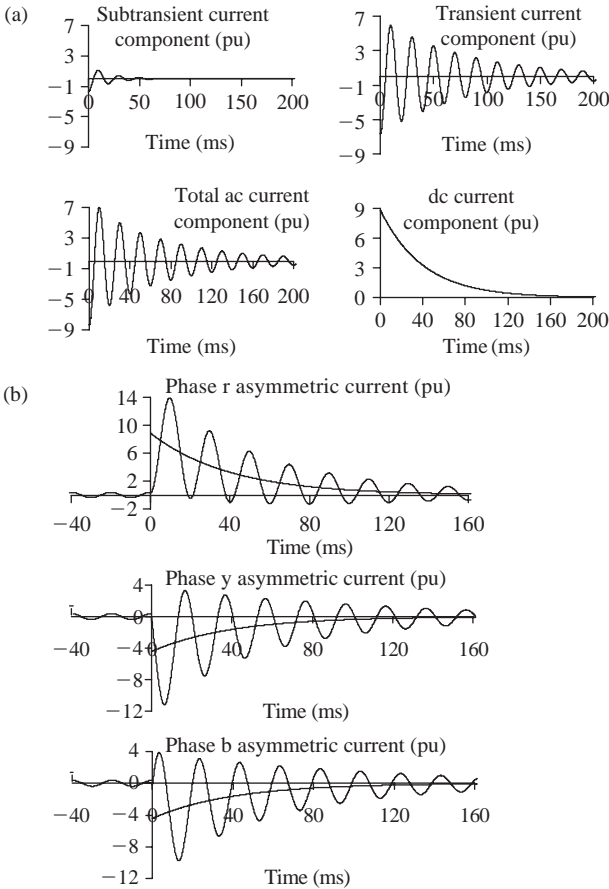 (a)
Subtransient current
component (pu)
7
3
−1
−5
−9
0 50 100 150 200
Time (ms)
Transient current
component (pu)
7
3
−1
−5
−9
0 50 100 150 200
Time (ms)
Total ac current
component (pu)
7
3
−1
−5
−9
0 40 80 120 160 200
Time (ms)
dc current
component (pu)
9
6
3
0
0 40 80 120 160 200
Time (ms)
(b)
Phase r asymmetric current (pu)
14
10
6
2
−2
−40 0 40 80 120 160
Time (ms)
Phase y asymmetric current (pu)
4
0
−4
−8
−12
−40 0 40 80 120 160
Time (ms)
Phase b asymmetric current (pu)
4
0
−4
−8
−12
−40 0 40 80 120 160
Time (ms)